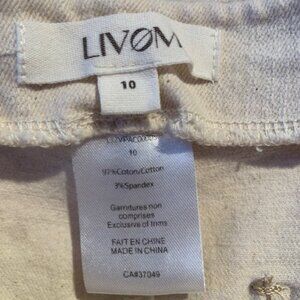 LIVØM
10
10
97%Coton/Cotton
3%Spandex
Garnitures non
comprises
Exclusive of trims
FAIT EN CHINE
MADE IN CHINA
CA#37049